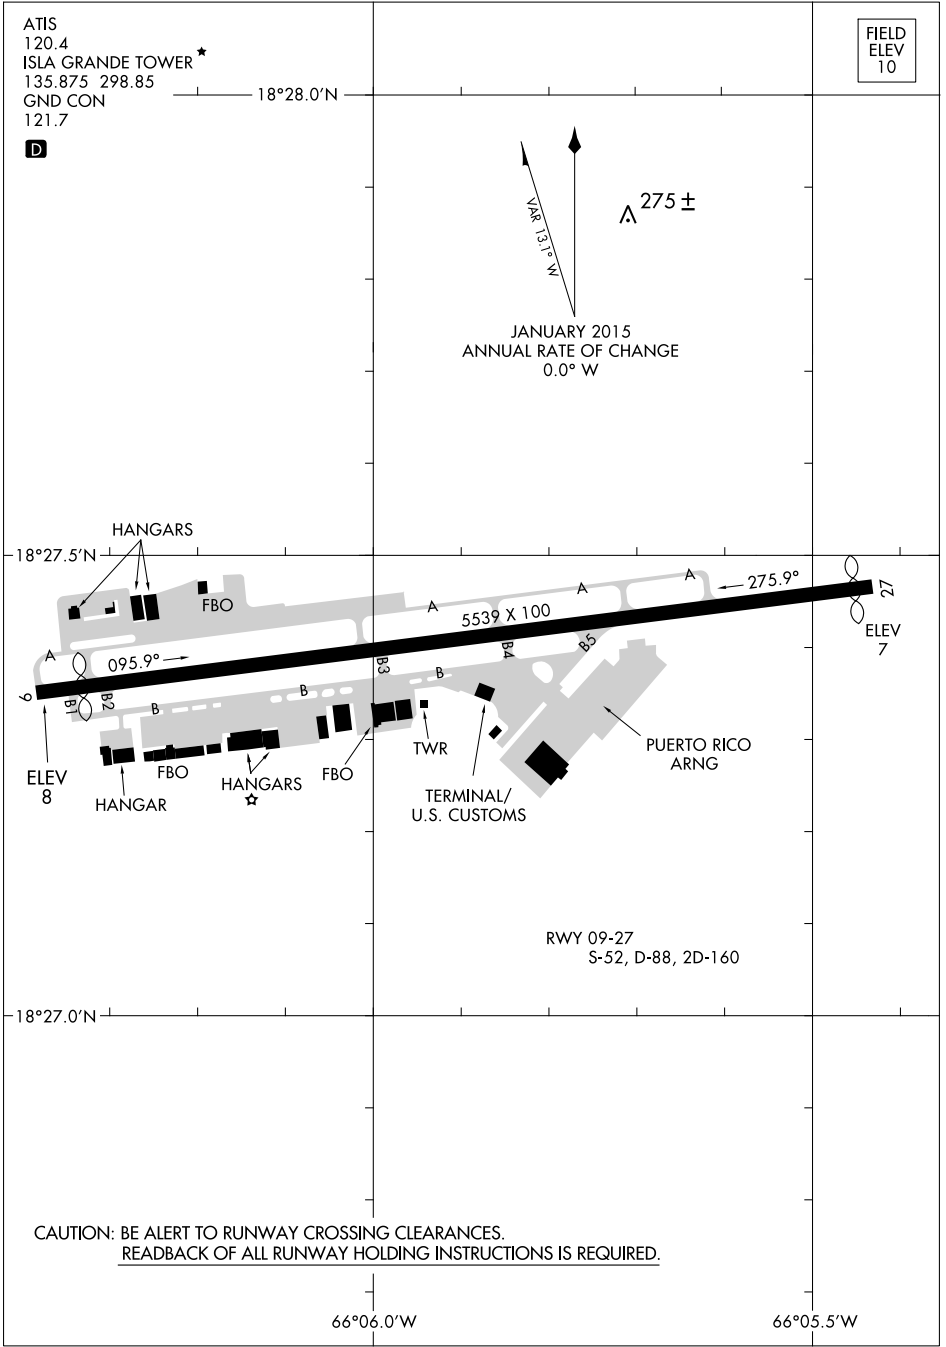 ATIS
120.4
ISLA GRANDE TOWER
135.875 298.85
GND CON
121.7
D
FIELD
ELEV
10
18°28.0'N
VAR 13.1° W
275 ±
JANUARY 2015
ANNUAL RATE OF CHANGE
0.0° W
HANGARS
18°27.5'N
FBO
A
A
A
A
5539 X 100
275.9°
27
ELEV
7
095.9°
9
B1
B2
B
B
B3
B
B4
B5
ELEV
8
HANGAR
FBO
HANGARS
FBO
TWR
TERMINAL/
U.S. CUSTOMS
PUERTO RICO
ARNG
RWY 09-27
S-52, D-88, 2D-160
18°27.0'N
CAUTION: BE ALERT TO RUNWAY CROSSING CLEARANCES.
READBACK OF ALL RUNWAY HOLDING INSTRUCTIONS IS REQUIRED.
66°06.0'W
66°05.5'W